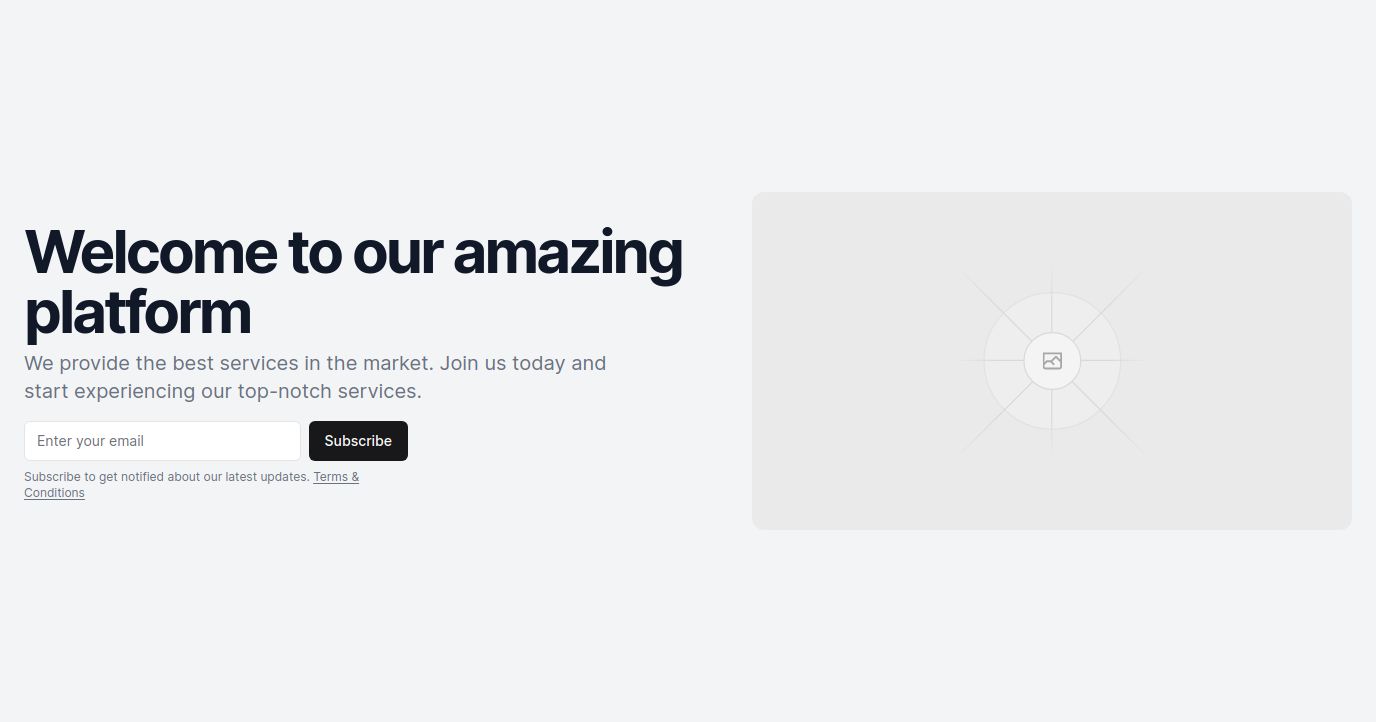 Welcome to our amazing
platform
We provide the best services in the market. Join us today and
start experiencing our top-notch services.
Enter your email
Subscribe
Subscribe to get notified about our latest updates. Terms &
Conditions